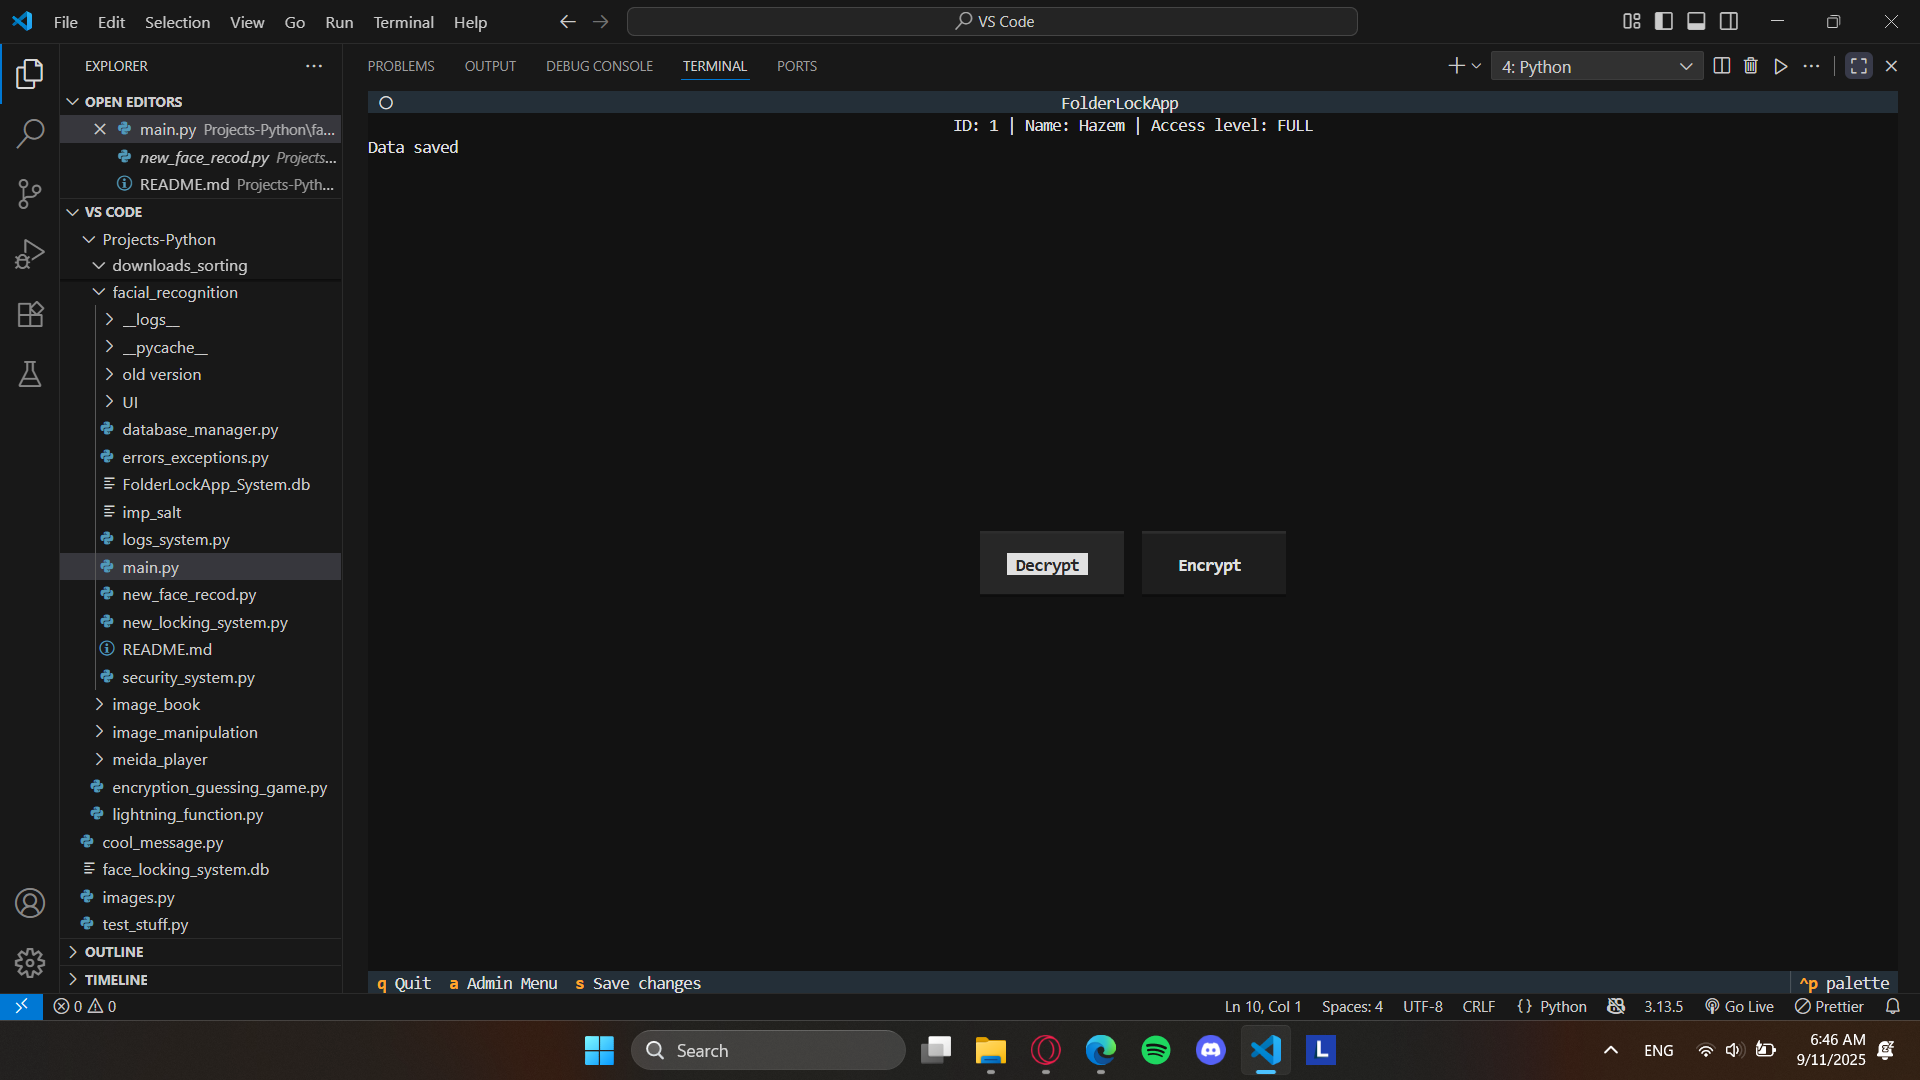 File Edit Selection View Go Run Terminal Help
VS Code
EXPLORER
OPEN EDITORS
main.py Projects-Python\fa...
new_face_recod.py Projects...
README.md Projects-Pyth...
VS CODE
Projects-Python
downloads_sorting
facial_recognition
__logs__
__pycache__
old version
UI
database_manager.py
errors_exceptions.py
FolderLockApp_System.db
imp_salt
logs_system.py
main.py
new_face_recod.py
new_locking_system.py
README.md
security_system.py
image_book
image_manipulation
meida_player
encryption_guessing_game.py
lightning_function.py
cool_message.py
face_locking_system.db
images.py
test_stuff.py
OUTLINE
TIMELINE
PROBLEMS OUTPUT DEBUG CONSOLE TERMINAL PORTS
4: Python
FolderLockApp
ID: 1 | Name: Hazem | Access level: FULL
Data saved
Decrypt Encrypt
q Quit a Admin Menu s Save changes ^p palette
0 0 Ln 10, Col 1 Spaces: 4 UTF-8 CRLF {} Python 3.13.5 Go Live Prettier
Search
L
ENG
6:46 AM
9/11/2025